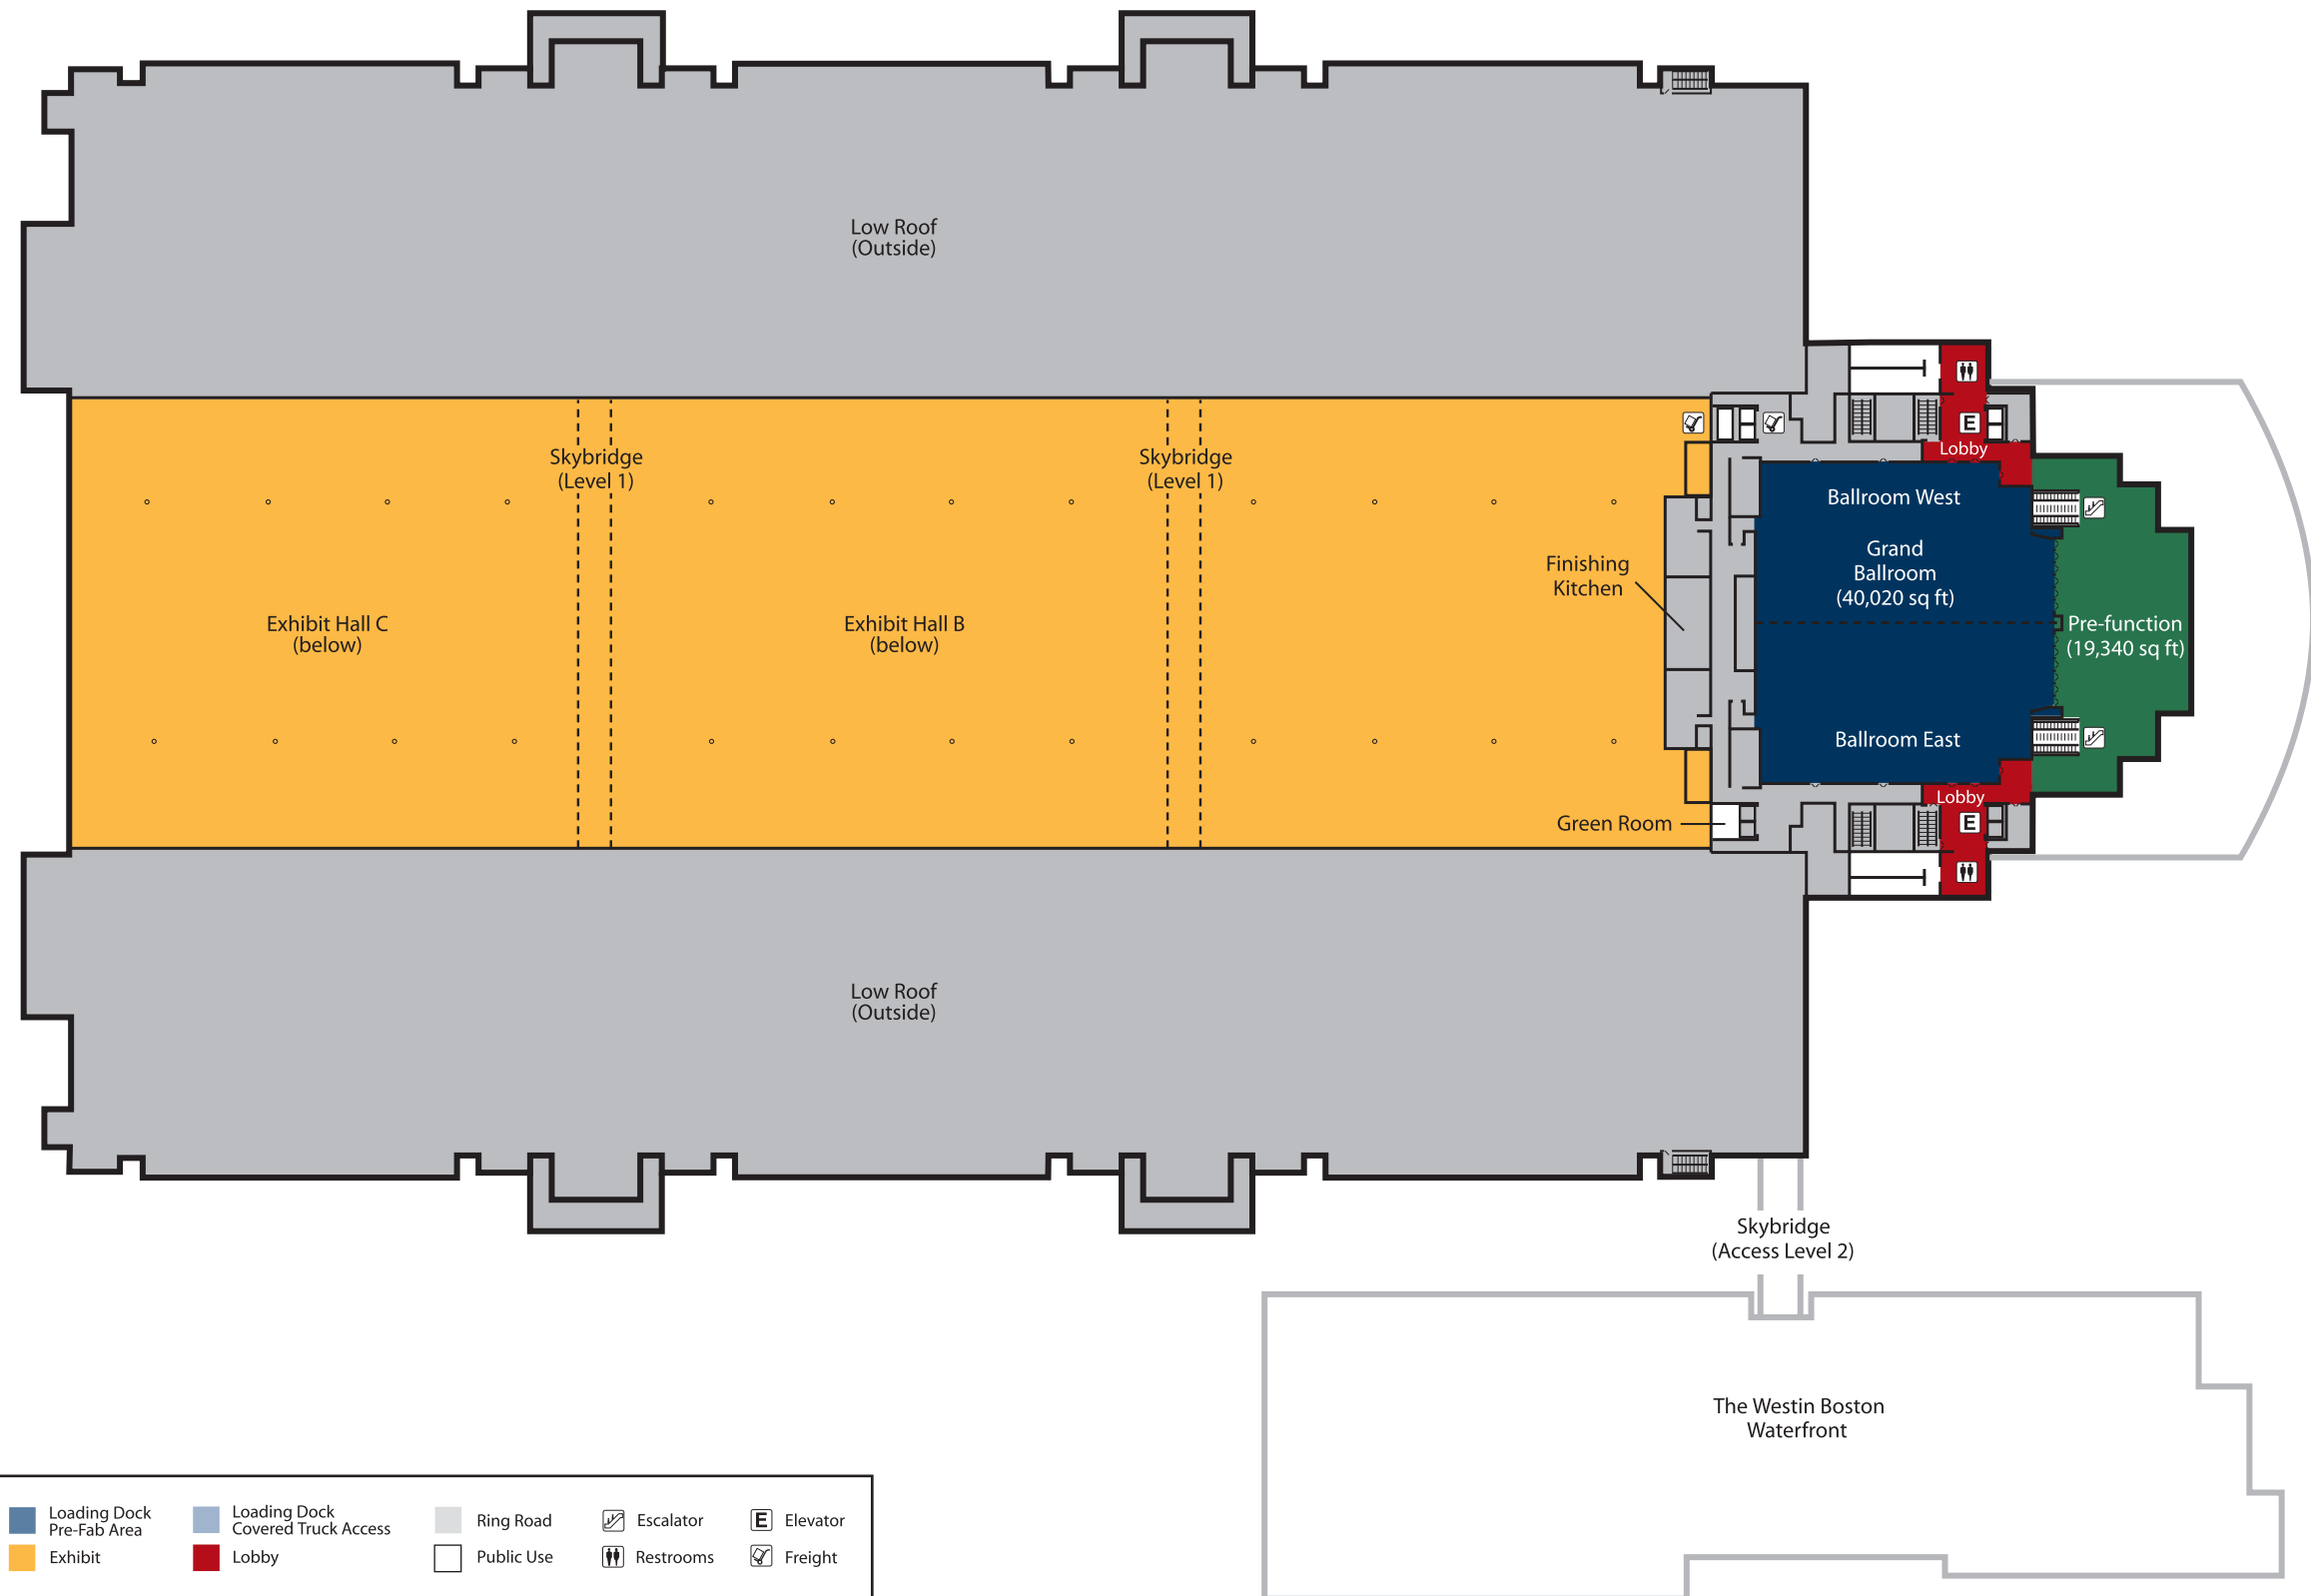 Low Roof
(Outside)
Skybridge
(Level 1)
Skybridge
(Level 1)
Lobby
Ballroom West
Grand
Ballroom
(40,020 sq ft)
Finishing
Kitchen
Exhibit Hall C
(below)
Exhibit Hall B
(below)
Pre-function
(19,340 sq ft)
Ballroom East
Lobby
Green Room
E
E
Low Roof
(Outside)
Skybridge
(Access Level 2)
The Westin Boston
Waterfront
Loading Dock
Pre-Fab Area
Loading Dock
Covered Truck Access
Ring Road
Escalator
E Elevator
Exhibit
Lobby
Public Use
Restrooms
Freight